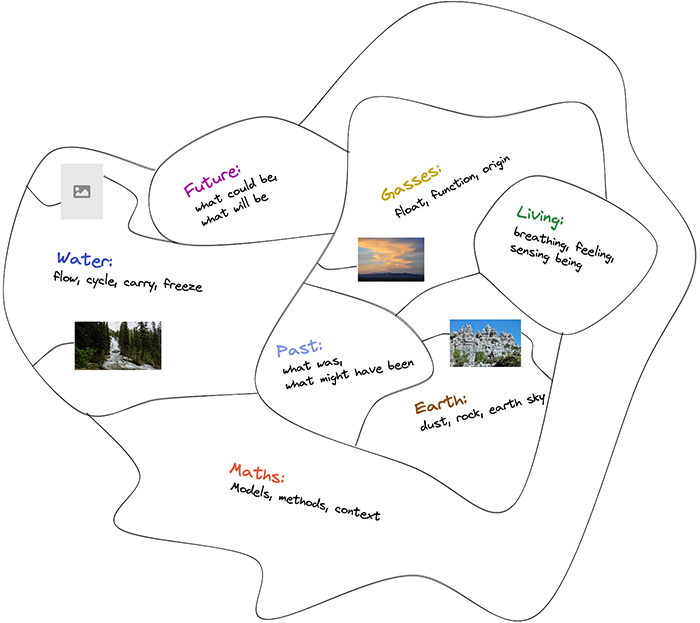 Future:
what could be,
what will be
Gasses:
float, function, origin
Living:
breathing, feeling,
sensing being
Water:
flow, cycle, carry, freeze
Past:
what was,
what might have been
Earth:
dust, rock, earth sky
Maths:
Models, methods, context